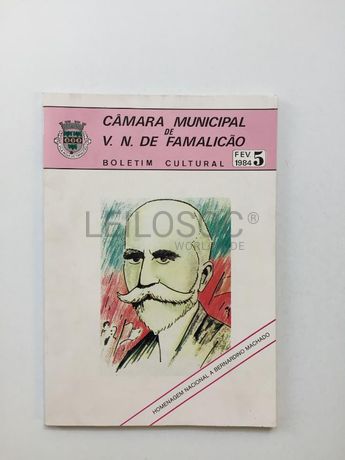 CÂMARA MUNICIPAL
DE
V. N. DE FAMALICÃO
BOLETIM CULTURAL
FEV.
1984
5
LEILOSOC®
WORLDWIDE
HOMENAGEM NACIONAL A BERNARDINO MACHADO